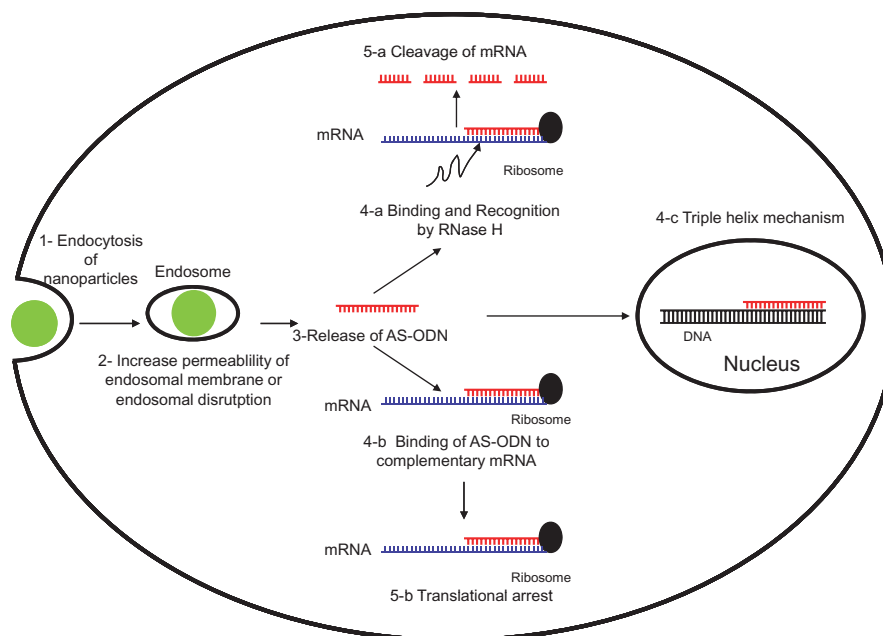 5-a Cleavage of mRNA
mRNA
Ribosome
4-a Binding and Recognition
by RNase H
4-c Triple helix mechanism
1- Endocytosis
of
nanoparticles
Endosome
3-Release of AS-ODN
DNA
Nucleus
2- Increase permeablility of
endosomal membrane or
endosomal disrutption
mRNA
Ribosome
4-b Binding of AS-ODN to
complementary mRNA
mRNA
Ribosome
5-b Translational arrest